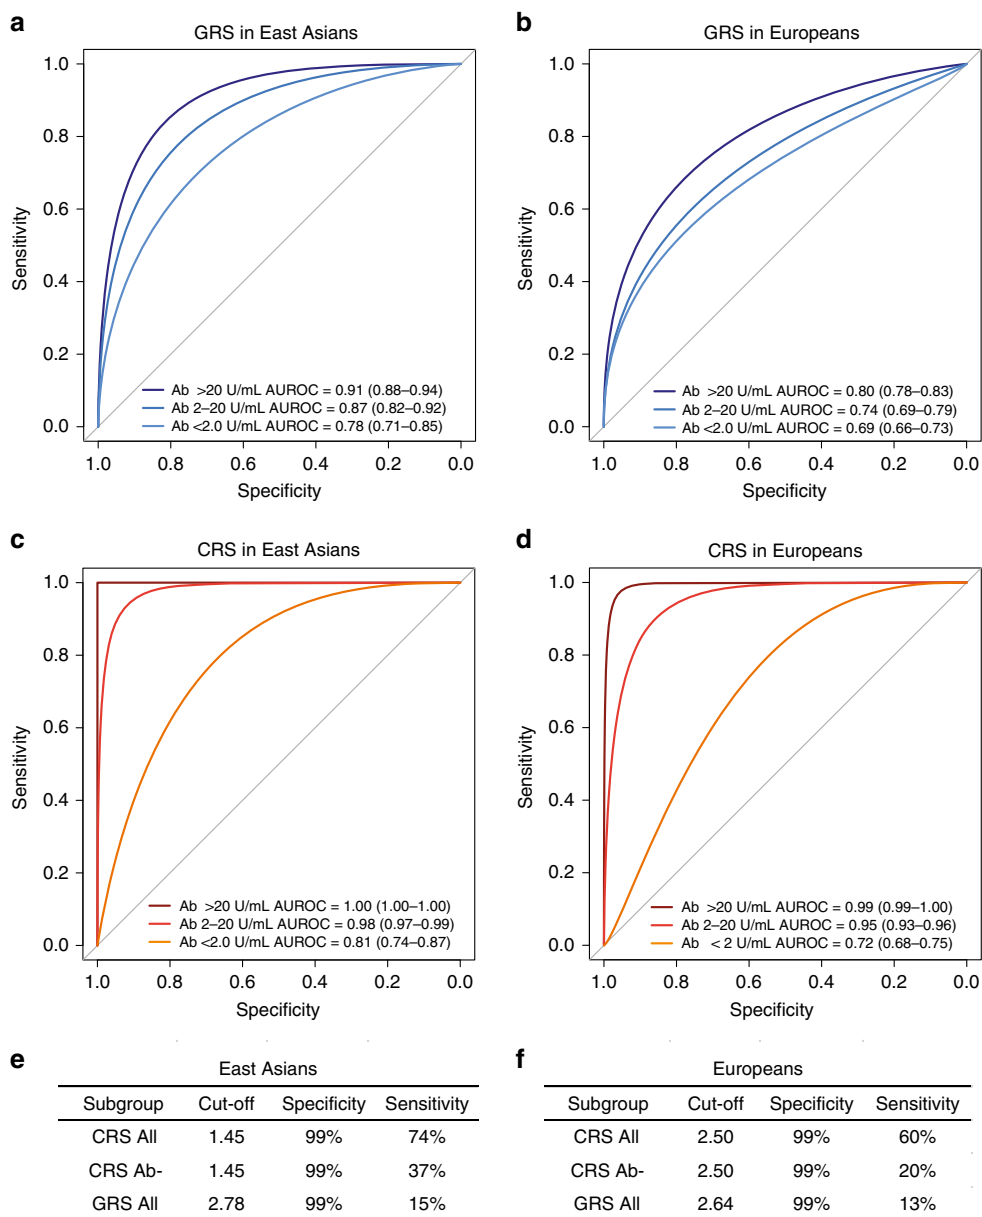 a
GRS in East Asians
1.0
0.8
0.6
0.4
0.2
0.0
Sensitivity
Ab >20 U/mL AUROC = 0.91 (0.88–0.94)
Ab 2–20 U/mL AUROC = 0.87 (0.82–0.92)
Ab <2.0 U/mL AUROC = 0.78 (0.71–0.85)
1.0 0.8 0.6 0.4 0.2 0.0
Specificity
b
GRS in Europeans
1.0
0.8
0.6
0.4
0.2
0.0
Sensitivity
Ab >20 U/mL AUROC = 0.80 (0.78–0.83)
Ab 2–20 U/mL AUROC = 0.74 (0.69–0.79)
Ab <2.0 U/mL AUROC = 0.69 (0.66–0.73)
1.0 0.8 0.6 0.4 0.2 0.0
Specificity
c
CRS in East Asians
1.0
0.8
0.6
0.4
0.2
0.0
Sensitivity
Ab >20 U/mL AUROC = 1.00 (1.00–1.00)
Ab 2–20 U/mL AUROC = 0.98 (0.97–0.99)
Ab <2.0 U/mL AUROC = 0.81 (0.74–0.87)
1.0 0.8 0.6 0.4 0.2 0.0
Specificity
d
CRS in Europeans
1.0
0.8
0.6
0.4
0.2
0.0
Sensitivity
Ab >20 U/mL AUROC = 0.99 (0.99–1.00)
Ab 2–20 U/mL AUROC = 0.95 (0.93–0.96)
Ab < 2 U/mL AUROC = 0.72 (0.68–0.75)
1.0 0.8 0.6 0.4 0.2 0.0
Specificity
e
East Asians
Subgroup Cut-off Specificity Sensitivity
CRS All 1.45 99% 74%
CRS Ab- 1.45 99% 37%
GRS All 2.78 99% 15%
f
Europeans
Subgroup Cut-off Specificity Sensitivity
CRS All 2.50 99% 60%
CRS Ab- 2.50 99% 20%
GRS All 2.64 99% 13%